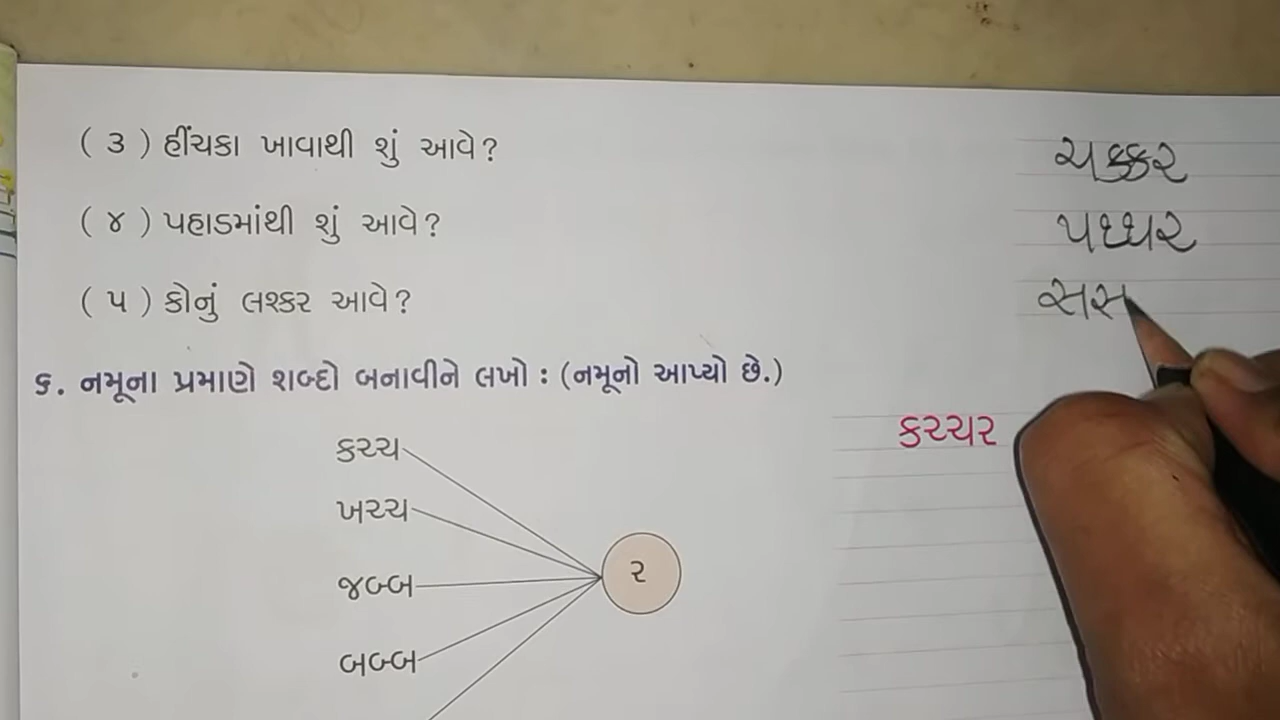 ( ૩ ) હીંચકા ખાવાથી શું આવે? ચક્કર
( ૪ ) પહાડમાંથી શું આવે? પથ્થર
( ૫ ) કોનું લશ્કર આવે? સસ
૬. નમૂના પ્રમાણે શબ્દો બનાવીને લખો : (નમૂનો આપ્યો છે.)
કચ્ચ કચ્ચર
ખચ્ચ
ર
જબ્બ
બબ્બ